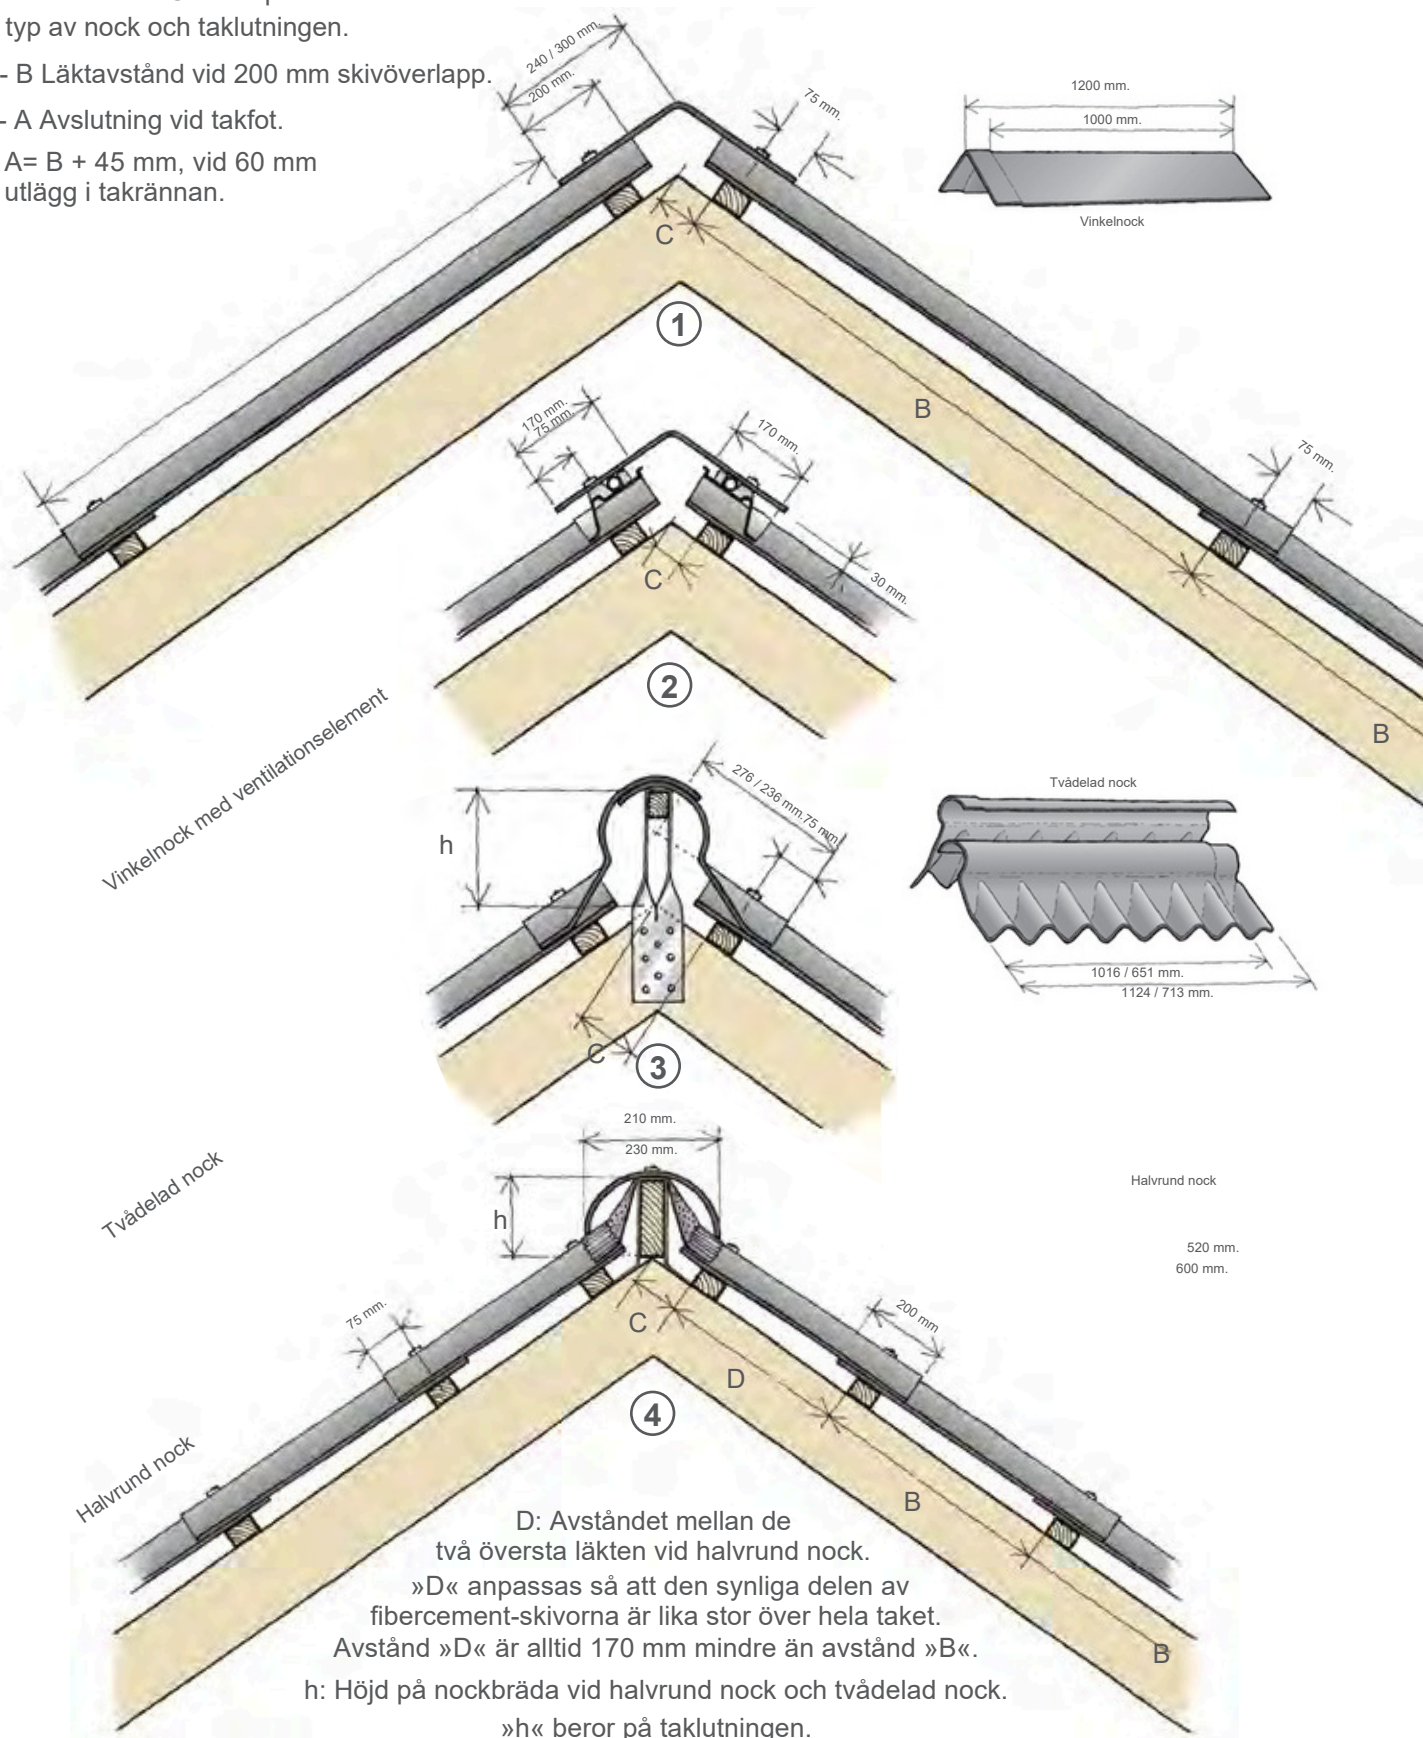 typ av nock och taklutningen.
- B Läktavstånd vid 200 mm skivöverlapp.
- A Avslutning vid takfot.
A= B + 45 mm, vid 60 mm
utlägg i takrännan.
240 / 300 mm.
200 mm.
75 mm.
1200 mm.
1000 mm.
Vinkelnock
C
1
B
75 mm.
170 mm.
75 mm.
170 mm.
30 mm.
C
2
B
Vinkelnock med ventilationselement
276 / 236 mm.
75 mm.
h
C
3
Tvådelad nock
1016 / 651 mm.
1124 / 713 mm.
Tvådelad nock
210 mm.
230 mm.
h
Halvrund nock
520 mm.
600 mm.
75 mm.
200 mm
C
D
4
B
Halvrund nock
B
D: Avståndet mellan de
två översta läkten vid halvrund nock.
»D« anpassas så att den synliga delen av
fibercement-skivorna är lika stor över hela taket.
Avstånd »D« är alltid 170 mm mindre än avstånd »B«.
h: Höjd på nockbräda vid halvrund nock och tvådelad nock.
»h« beror på taklutningen.